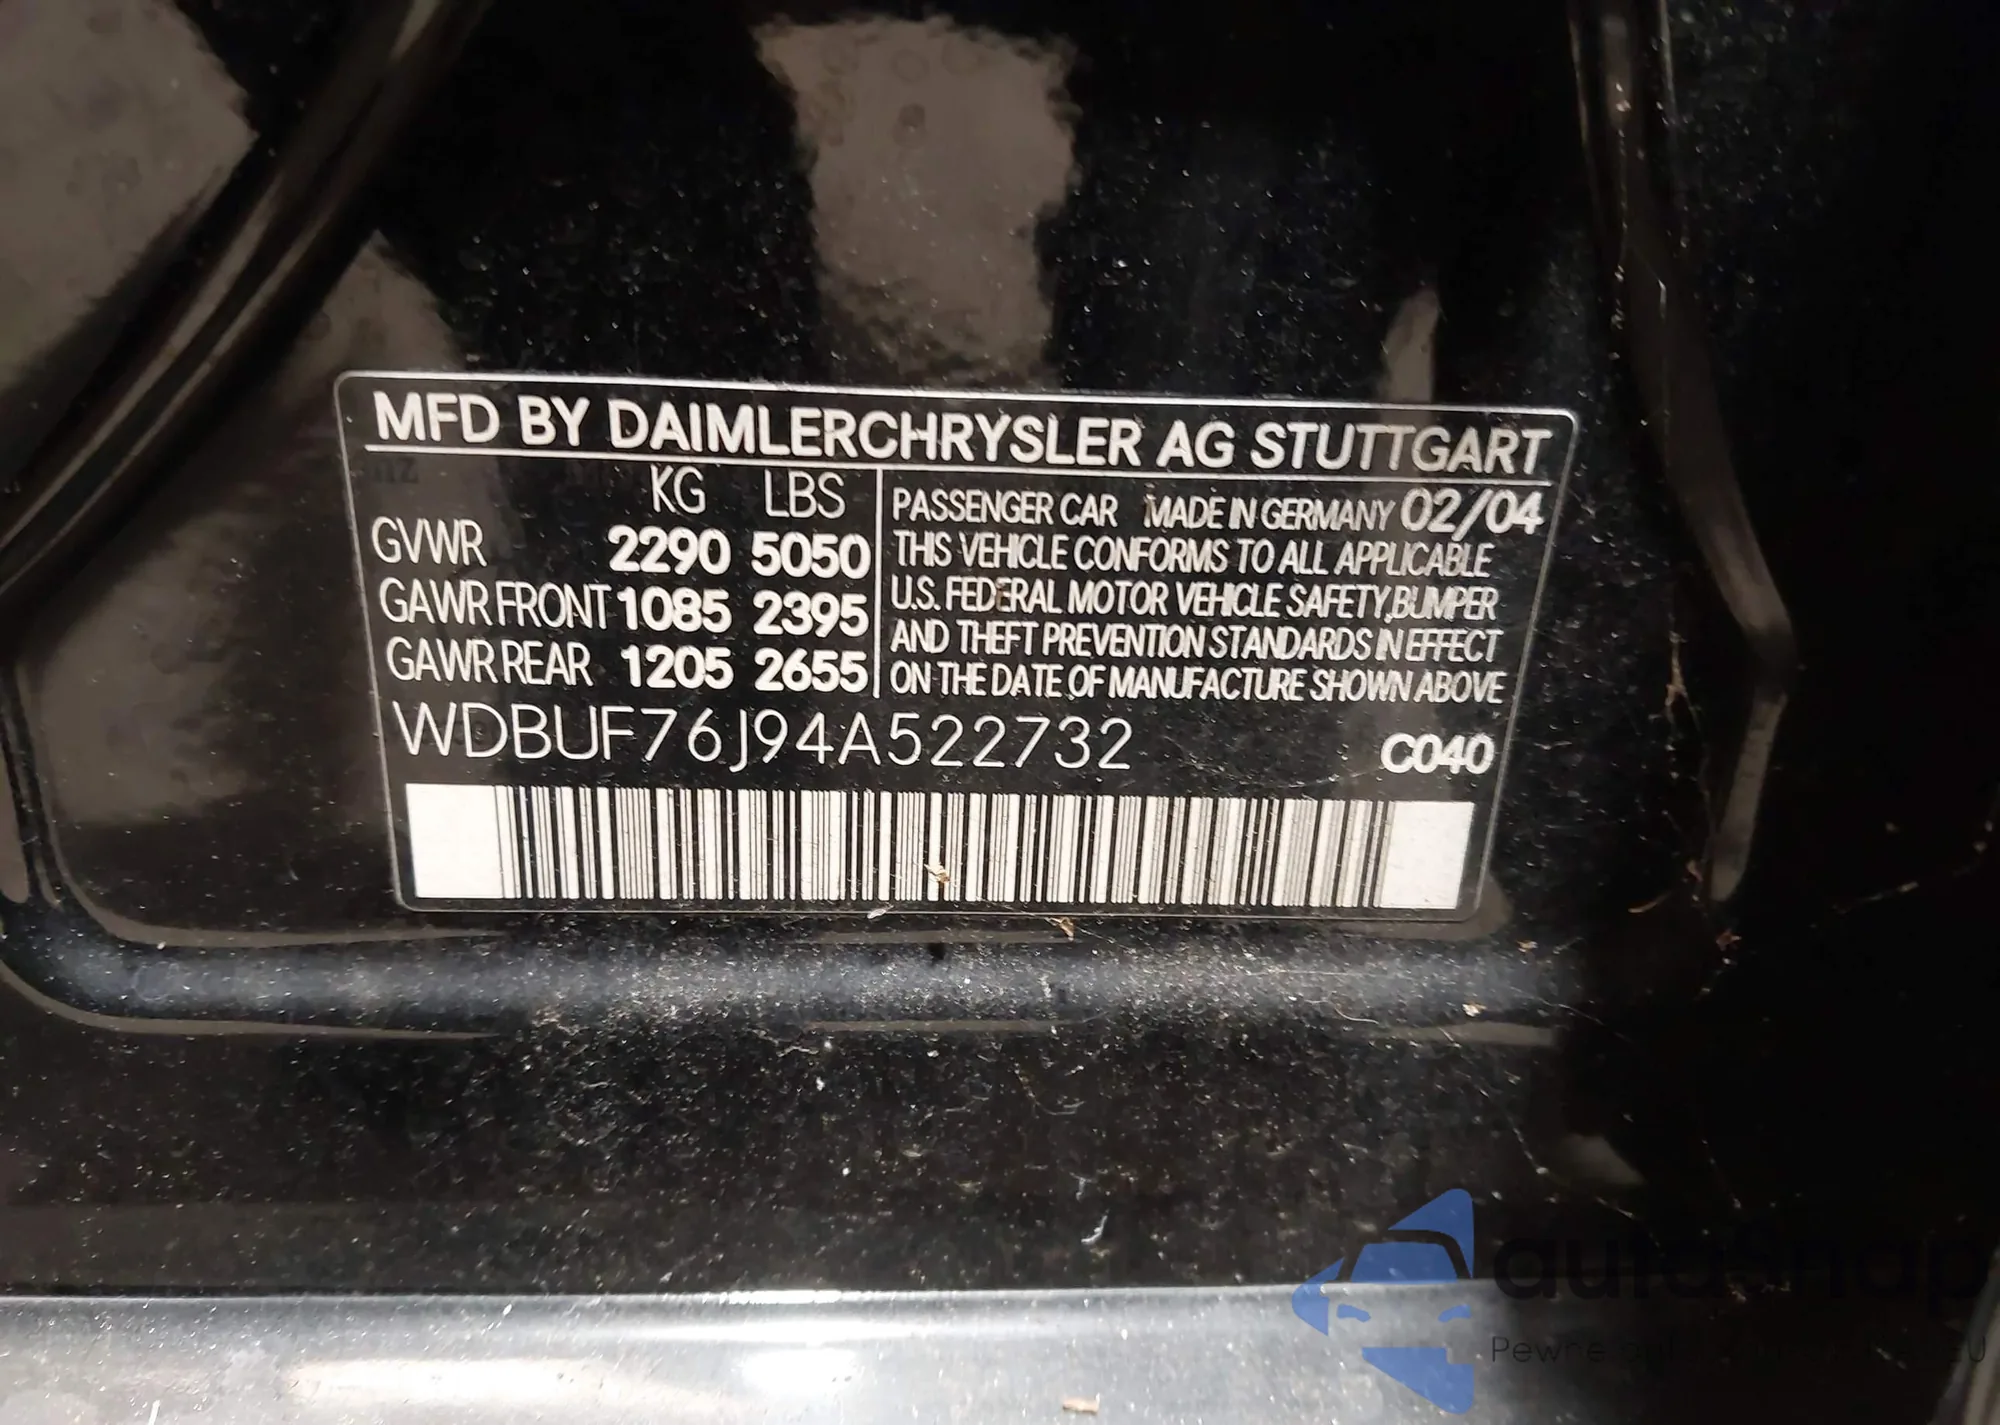 MFD BY DAIMLERCHRYSLER AG STUTTGART
KG LBS
GVWR 2290 5050
GAWR FRONT 1085 2395
GAWR REAR 1205 2655
PASSENGER CAR MADE IN GERMANY 02/04
THIS VEHICLE CONFORMS TO ALL APPLICABLE
U.S. FEDERAL MOTOR VEHICLE SAFETY,BUMPER
AND THEFT PREVENTION STANDARDS IN EFFECT
ON THE DATE OF MANUFACTURE SHOWN ABOVE
WDBUF76J94A522732 C040
autosnap
Pewne